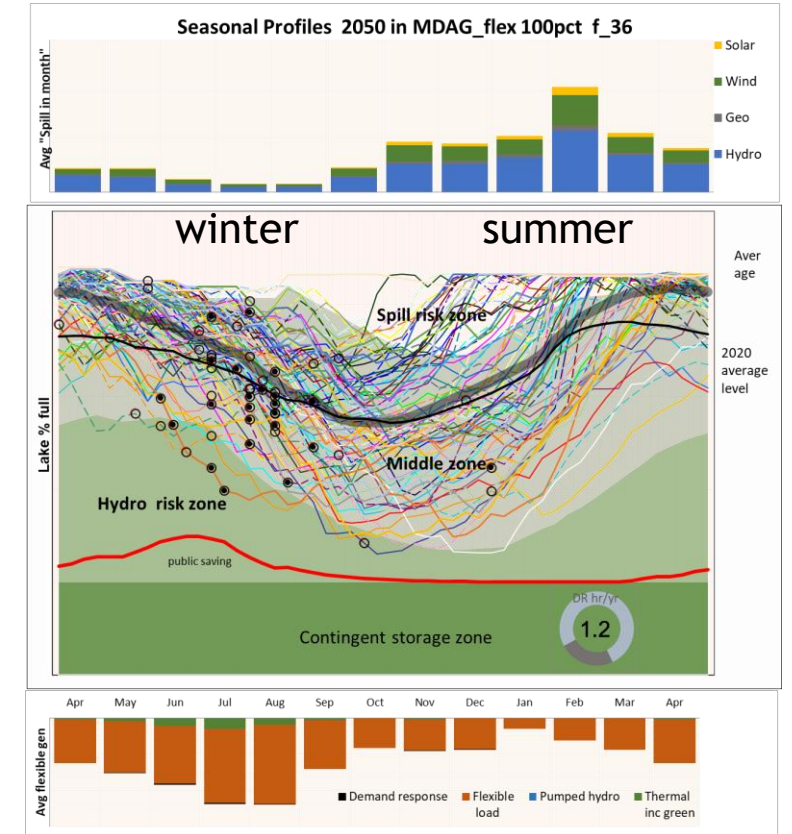 Seasonal Profiles 2050 in MDAG_flex 100pct f_36
Avg "Spill in month"
Solar
Wind
Geo
Hydro
winter
summer
Aver
age
2020
average
level
Lake % full
Spill risk zone
Middle zone
Hydro risk zone
public saving
Contingent storage zone
DR hr/yr
1.2
Apr May Jun Jul Aug Sep Oct Nov Dec Jan Feb Mar Apr
Avg flexible gen
Demand response
Flexible
load
Pumped hydro
Thermal
inc green